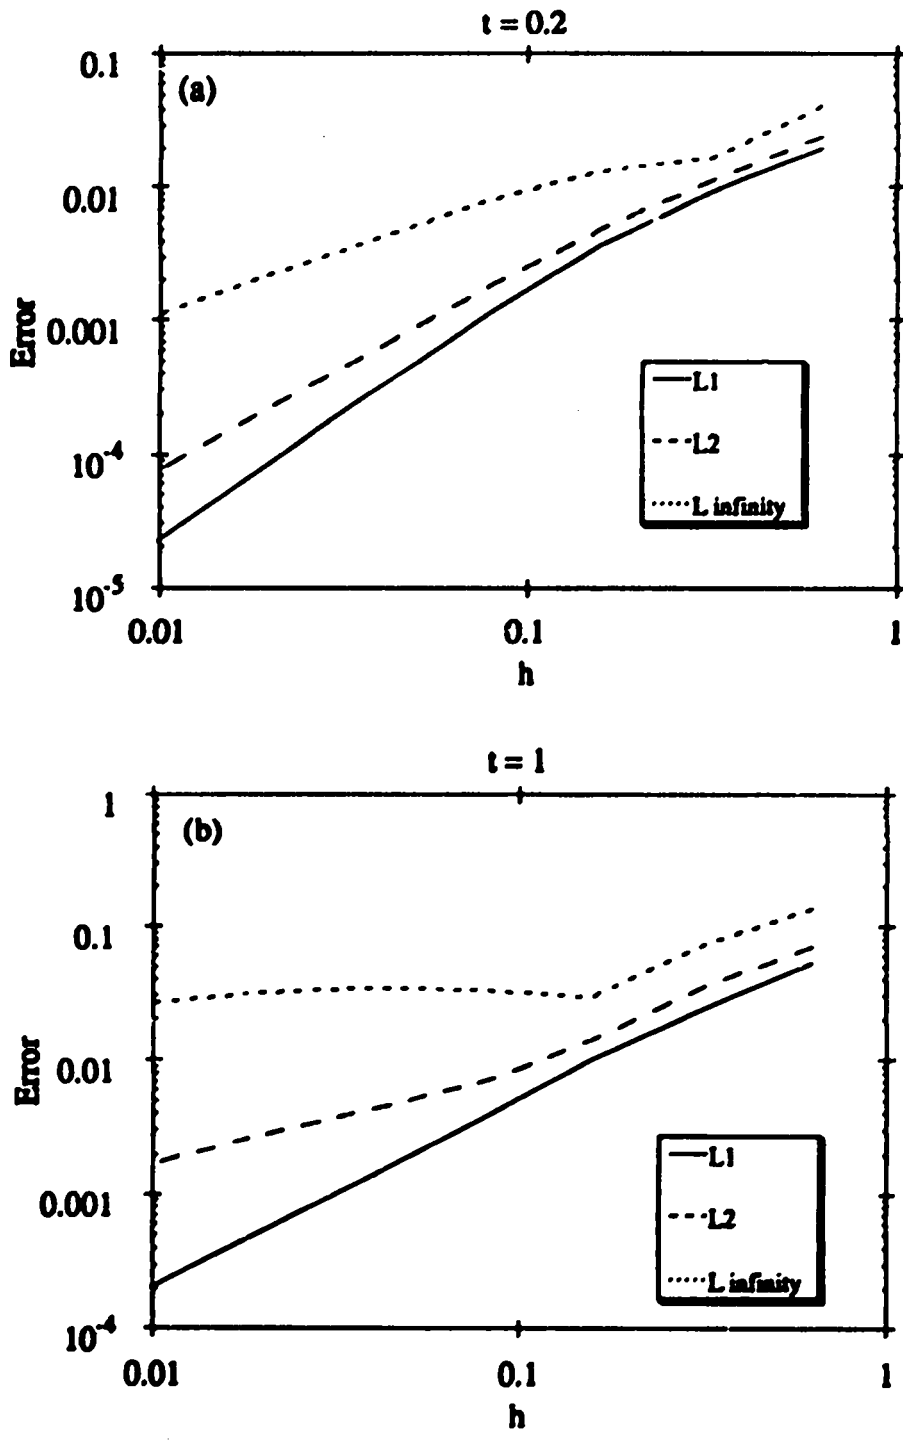 t = 0.2
(a)
0.1
0.01
0.001
10-4
10-5
Error
L1
L2
L infinity
0.01 0.1 1
h
t = 1
(b)
1
0.1
0.01
0.001
10-4
Error
L1
L2
L infinity
0.01 0.1 1
h